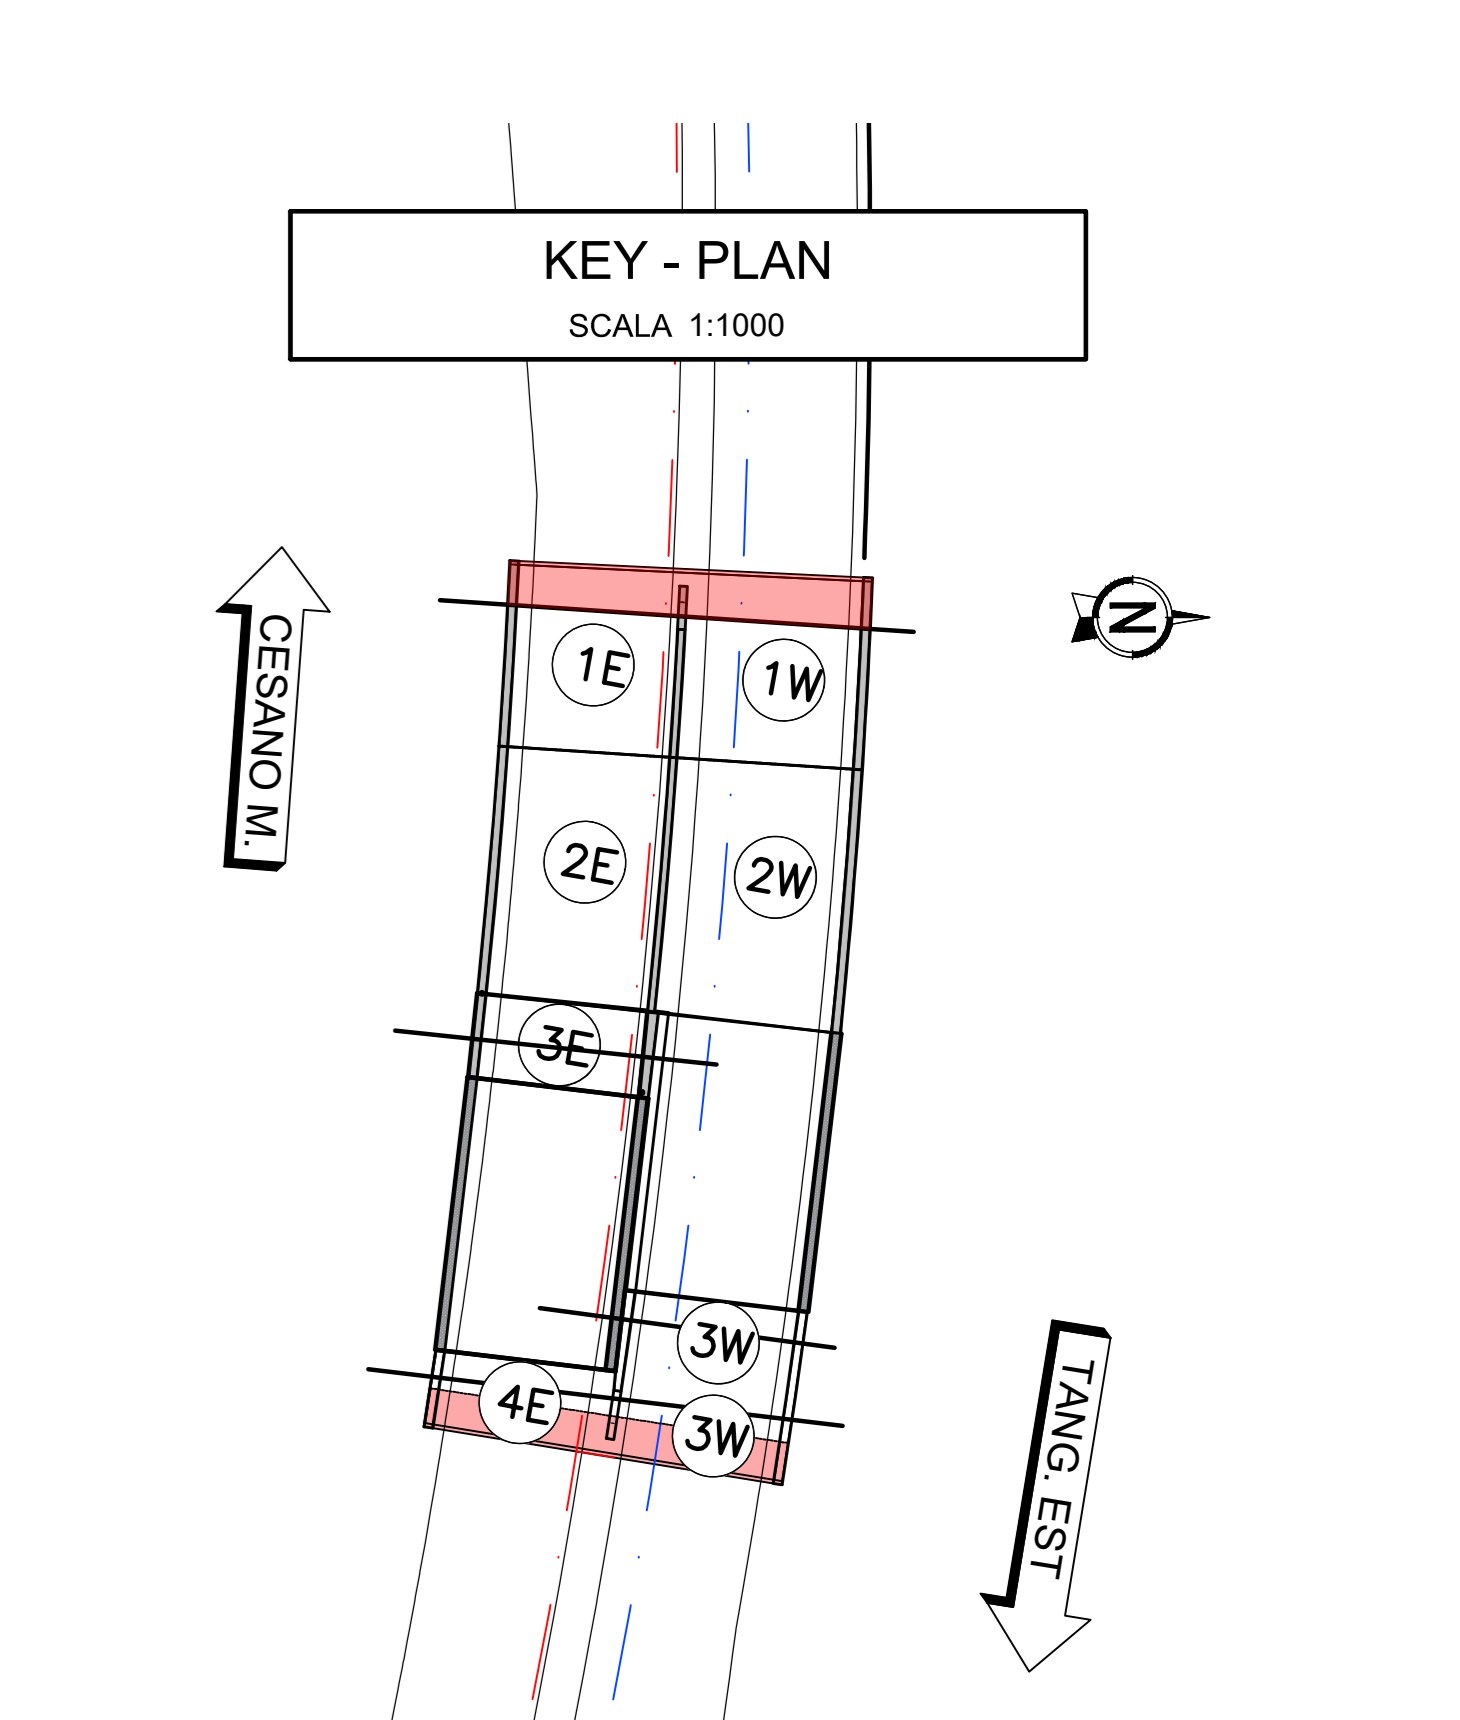 KEY - PLAN
SCALA 1:1000
CESANO M.
N
1E
1W
2E
2W
3E
3W
4E
3W
TANG. EST